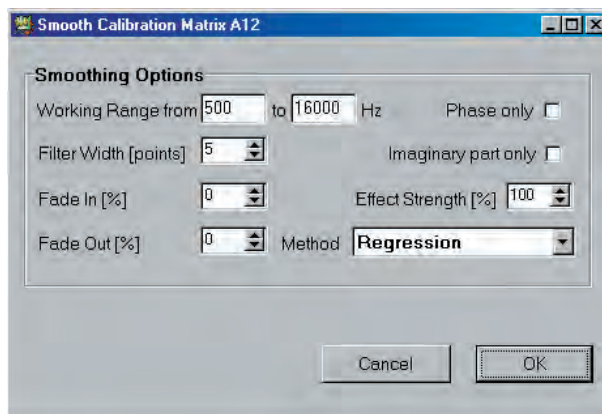 Smooth Calibration Matrix A12
Smoothing Options
Working Range from 500 to 16000 Hz Phase only
Filter Width [points] 5 Imaginary part only
Fade In [%] 0 Effect Strength [%] 100
Fade Out [%] 0 Method Regression
Cancel OK